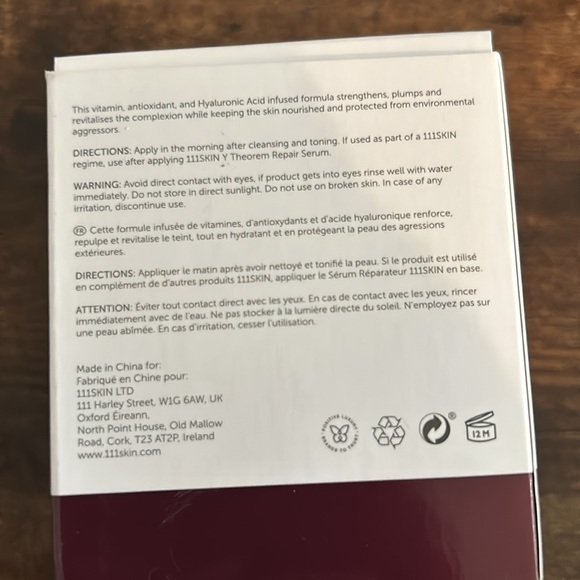 This vitamin, antioxidant, and Hyaluronic Acid infused formula strengthens, plumps and
revitalises the complexion while keeping the skin nourished and protected from environmental
aggressors.
DIRECTIONS: Apply in the morning after cleansing and toning. If used as part of a 111SKIN
regime, use after applying 111SKIN Y Theorem Repair Serum.
WARNING: Avoid direct contact with eyes, if product gets into eyes rinse well with water
immediately. Do not store in direct sunlight. Do not use on broken skin. In case of any
irritation, discontinue use.
FR Cette formule infusée de vitamines, d'antioxydants et d'acide hyaluronique renforce,
repulpe et revitalise le teint, tout en hydratant et en protégeant la peau des agressions
extérieures.
DIRECTIONS: Appliquer le matin après avoir nettoyé et tonifié la peau. Si le produit est utilisé
en complément de d'autres produits 111SKIN, appliquer le Sérum Réparateur 111SKIN en base.
ATTENTION: Éviter tout contact direct avec les yeux. En cas de contact avec les yeux, rincer
immédiatement avec de l'eau. Ne pas stocker à la lumière directe du soleil. N'employez pas sur
une peau abîmée. En cas d'irritation, cesser l'utilisation.
Made in China for:
Fabriqué en Chine pour:
111SKIN LTD
111 Harley Street, W1G 6AW, UK
Oxford Éireann,
North Point House, Old Mallow
Road, Cork, T23 AT2P, Ireland
www.111skin.com
®
12 M